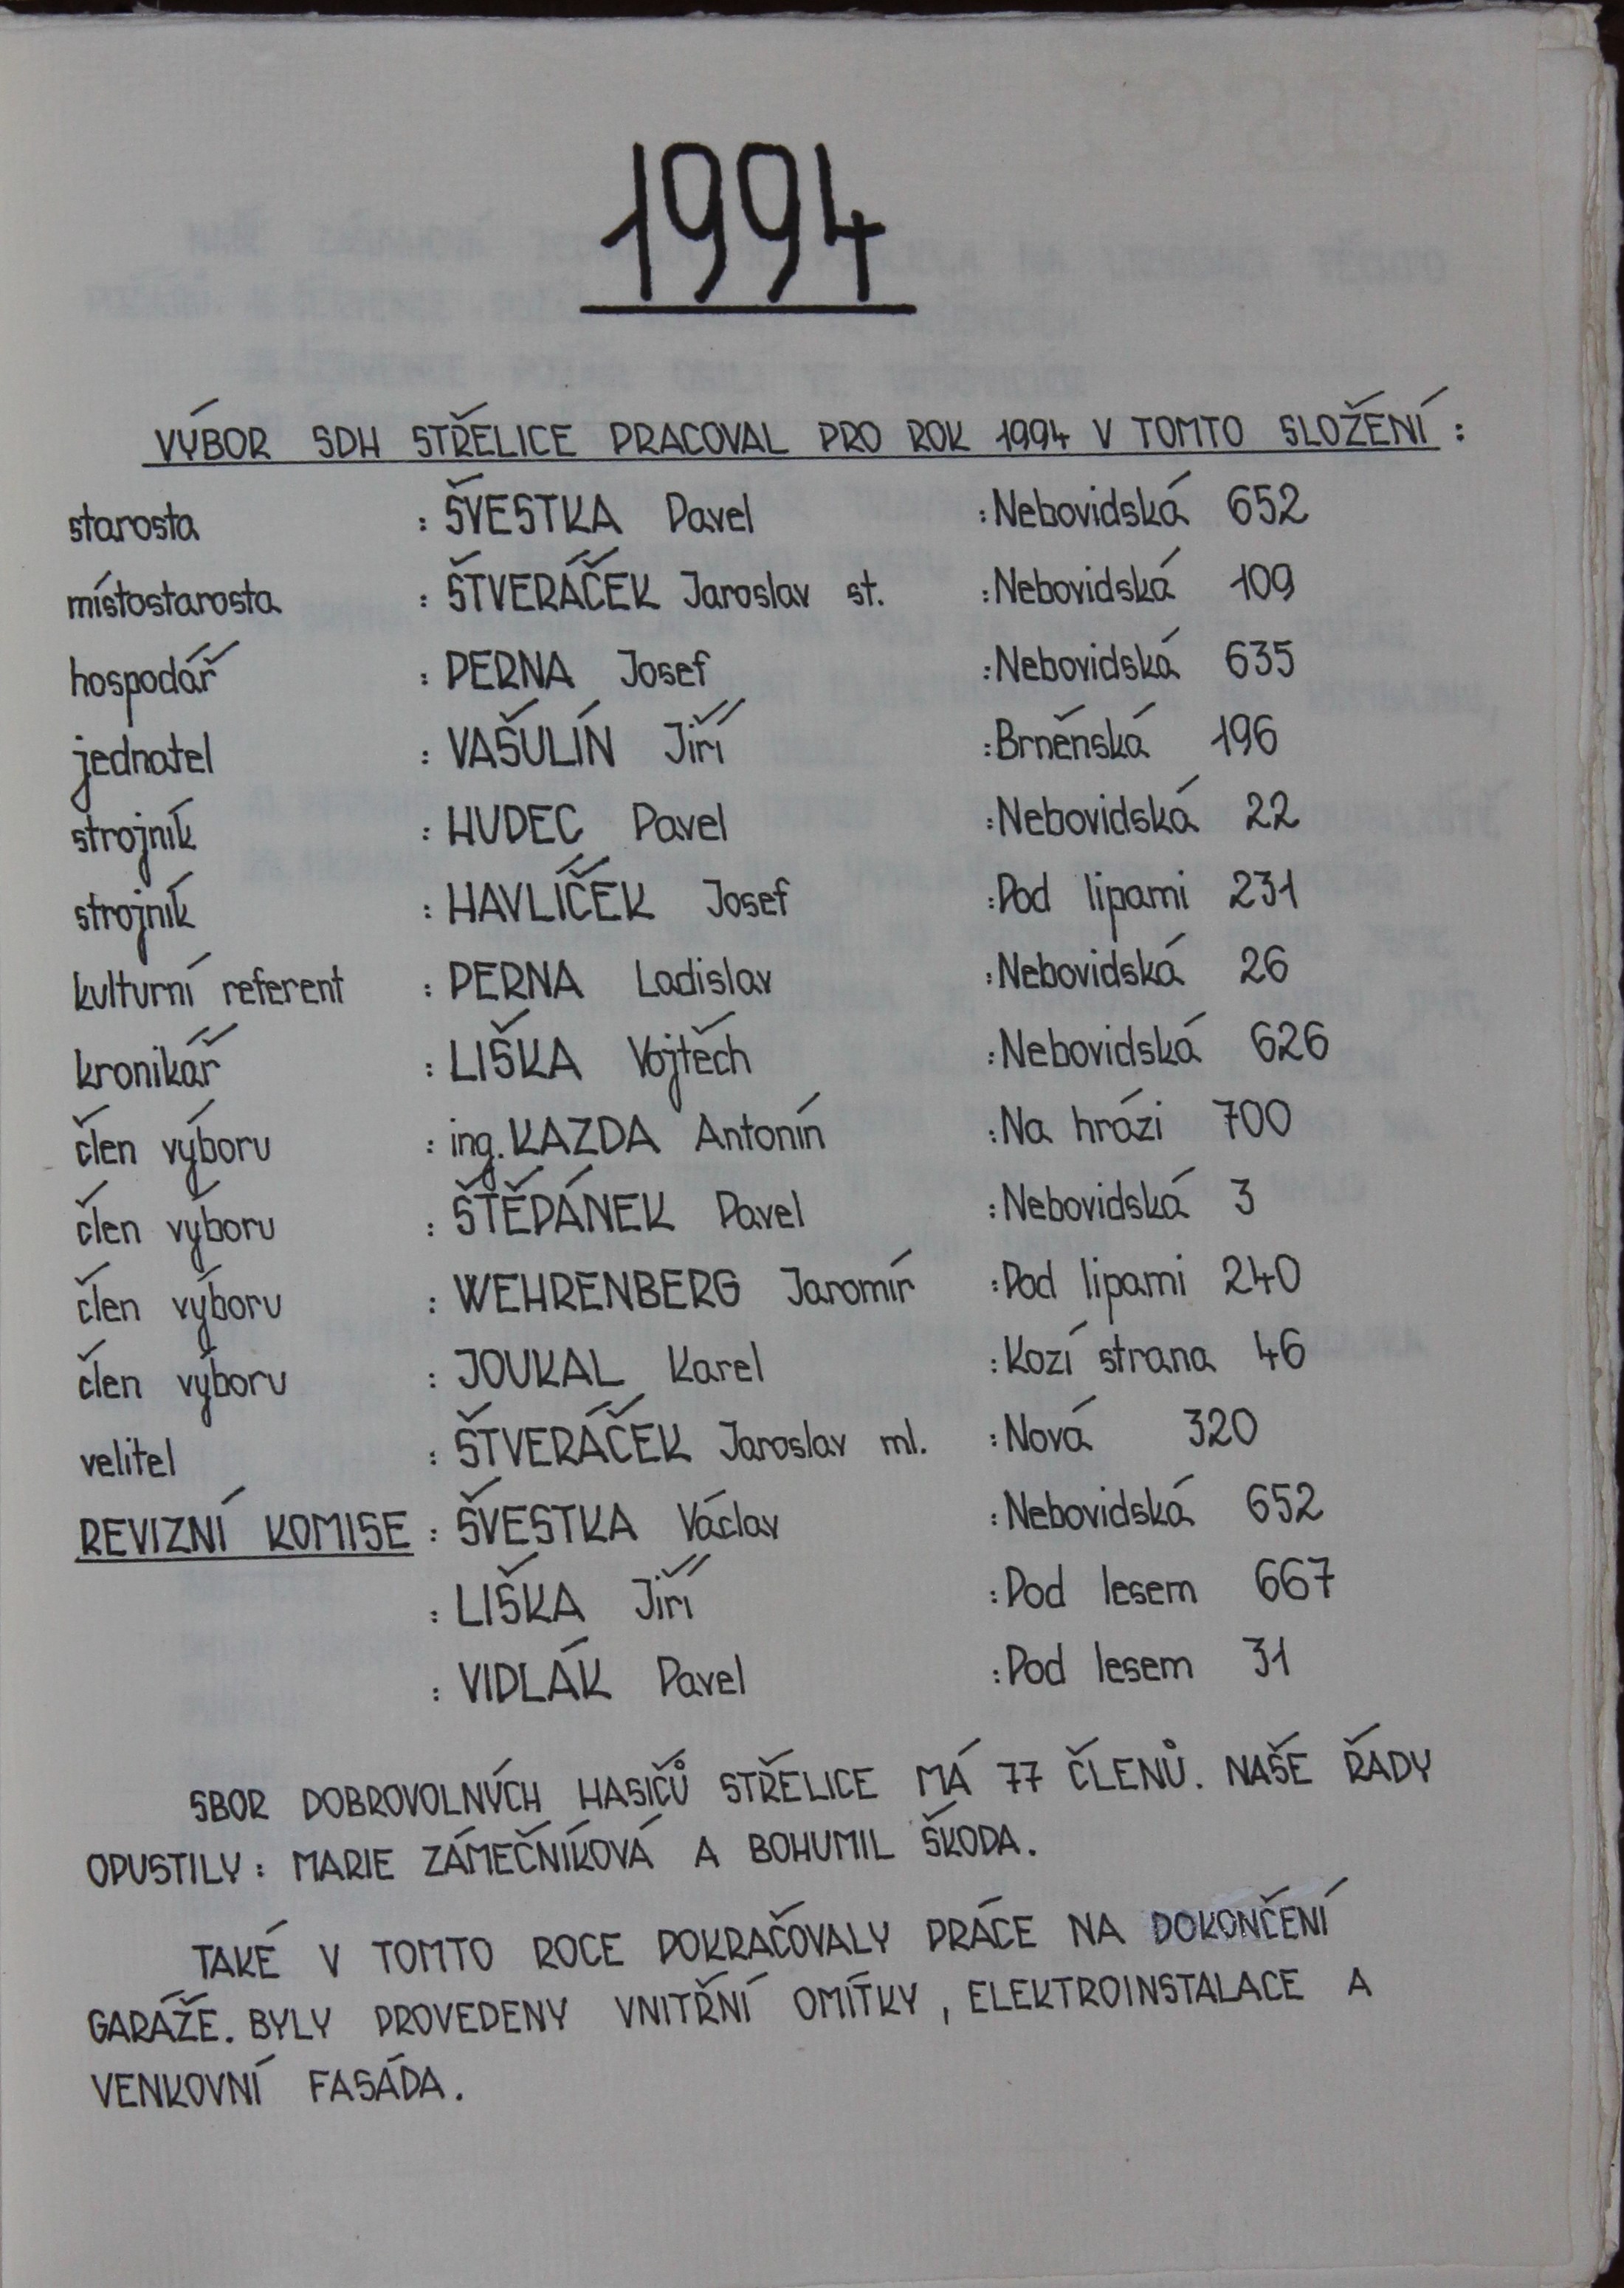 1994
VÝBOR SDH STŘELICE PRACOVAL PRO ROK 1994 V TOMTO SLOŽENÍ :
starosta : ŠVESTKA Pavel : Nebovidská 652
místostarosta : ŠTVERÁČEK Jaroslav st. : Nebovidská 109
hospodář : PERNA Josef : Nebovidská 635
jednatel : VAŠULÍN Jiří : Brněnská 196
strojník : HUDEC Pavel : Nebovidská 22
strojník : HAVLÍČEK Josef : Pod lipami 231
kulturní referent : PERNA Ladislav : Nebovidská 26
kronikář : LIŠKA Vojtěch : Nebovidská 626
člen výboru : ing. KAZDA Antonín : Na hrázi 700
člen výboru : ŠTĚPÁNEK Pavel : Nebovidská 3
člen výboru : WEHRENBERG Jaromír : Pod lipami 240
člen výboru : JOUKAL Karel : Kozí strana 46
velitel : ŠTVERÁČEK Jaroslav ml. : Nová 320
REVIZNÍ KOMISE : ŠVESTKA Václav : Nebovidská 652
: LIŠKA Jiří : Pod lesem 667
: VIDLÁK Pavel : Pod lesem 31
SBOR DOBROVOLNÝCH HASIČŮ STŘELICE MÁ 77 ČLENŮ. NAŠE ŘADY
OPUSTILY : MARIE ZÁMEČNÍKOVÁ A BOHUMIL ŠKODA.
TAKÉ V TOMTO ROCE POKRAČOVALY PRÁCE NA DOKONČENÍ
GARÁŽE. BYLY PROVEDENY VNITŘNÍ OMÍTKY, ELEKTROINSTALACE A
VENKOVNÍ FASÁDA.